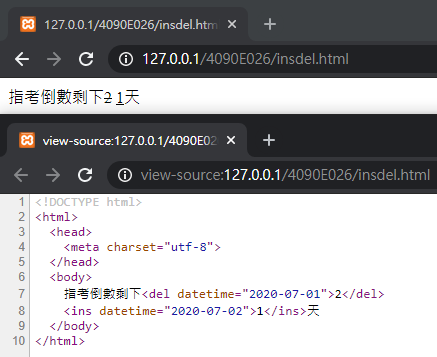 127.0.0.1/4090E026/insdel.htm
127.0.0.1/4090E026/insdel.html
指考倒數剩下2 1天
view-source:127.0.0.1/4090E02
view-source:127.0.0.1/4090E026/insdel.html
1 <!DOCTYPE html>
2 <html>
3 <head>
4 <meta charset="utf-8">
5 </head>
6 <body>
7 指考倒數剩下<del datetime="2020-07-01">2</del>
8 <ins datetime="2020-07-02">1</ins>天
9 </body>
10 </html>